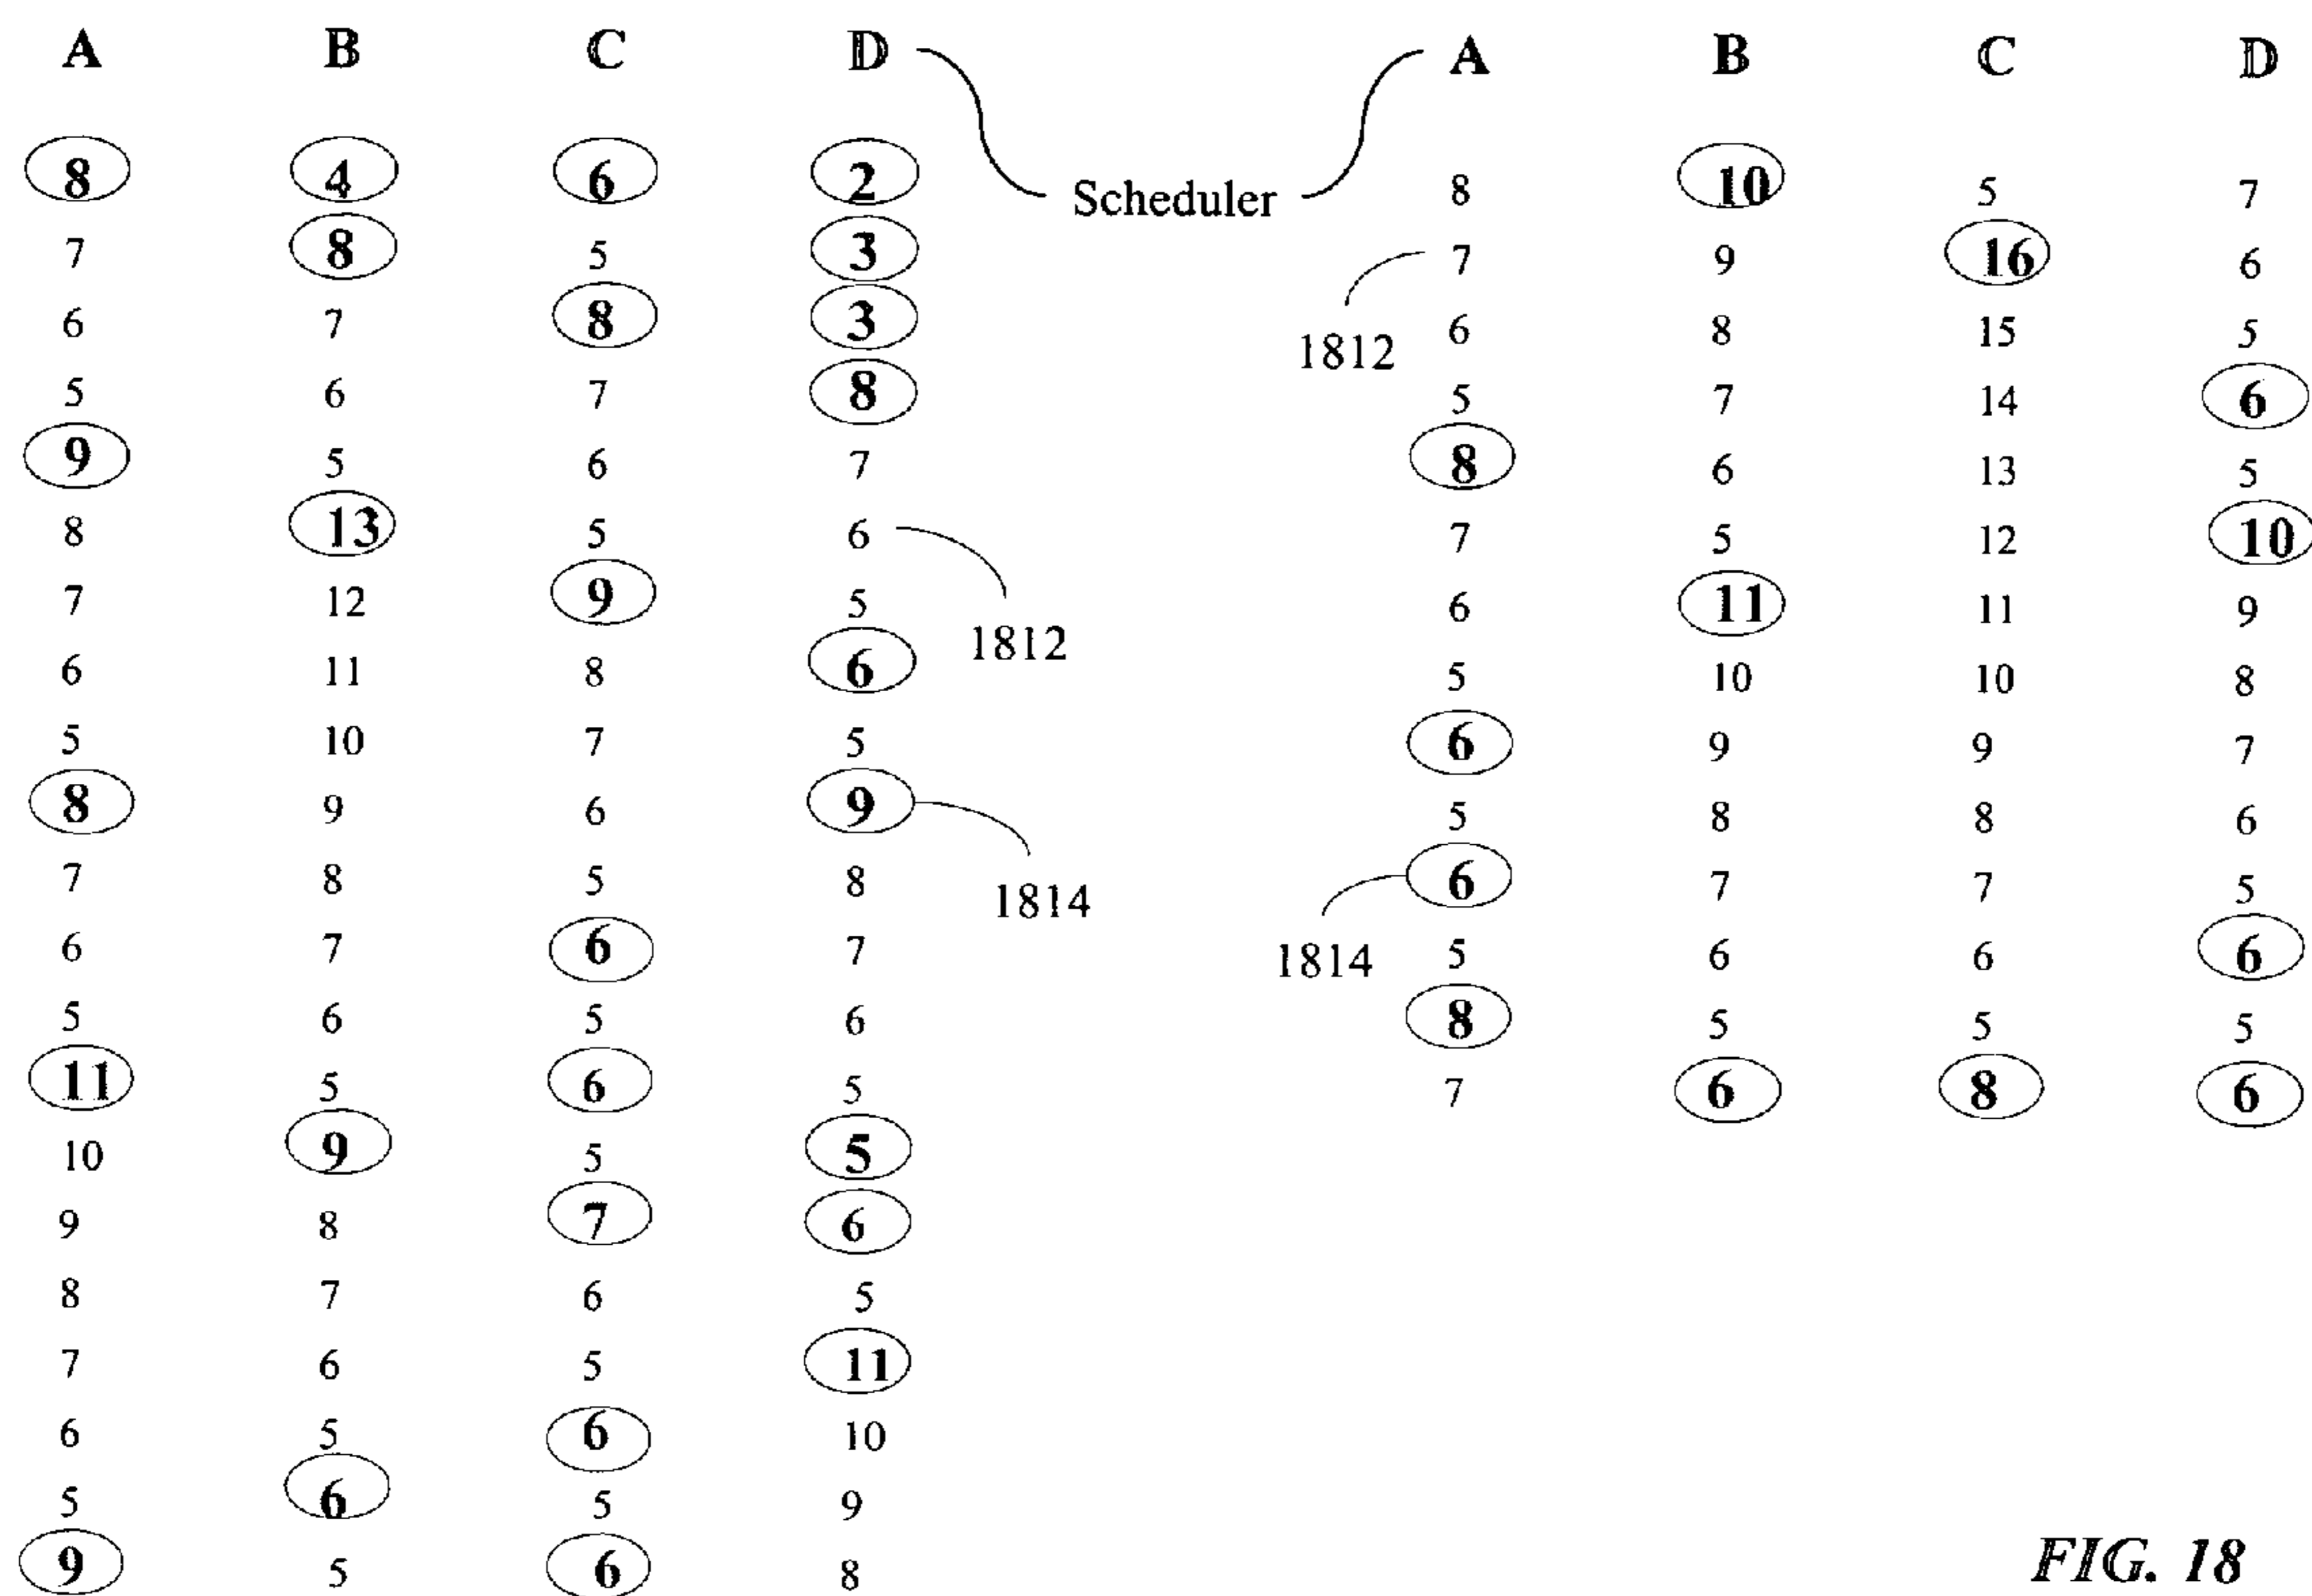 A B C D A B C D
8 4 6 2 Scheduler 8 10 5 7
7 8 5 3 7 9 16 6
6 7 8 3 1812 6 8 15 5
5 6 7 8 5 7 14 6
9 5 6 7 8 6 13 5
8 13 5 6 7 5 12 10
7 12 9 5 1812 6 11 11 9
6 11 8 6 5 10 10 8
5 10 7 5 6 9 9 7
8 9 6 9 5 8 8 6
7 8 5 8 1814 6 7 7 5
6 7 6 7 1814 5 6 6 6
5 6 5 6 8 5 5 5
11 5 6 5 7 6 8 6
10 9 5 5
9 8 7 6
8 7 6 5
7 6 5 11
6 5 6 10
5 6 5 9
9 5 6 8
FIG. 18